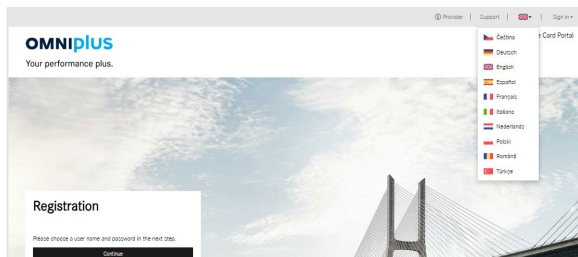 Provider | Support | Sign in
OMNIplus
Your performance plus.
e Card Portal
Čeština
Deutsch
English
Español
Français
Italiano
Nederlands
Polski
Română
Türkçe
Registration
Please choose a user name and password in the next step.
Continue